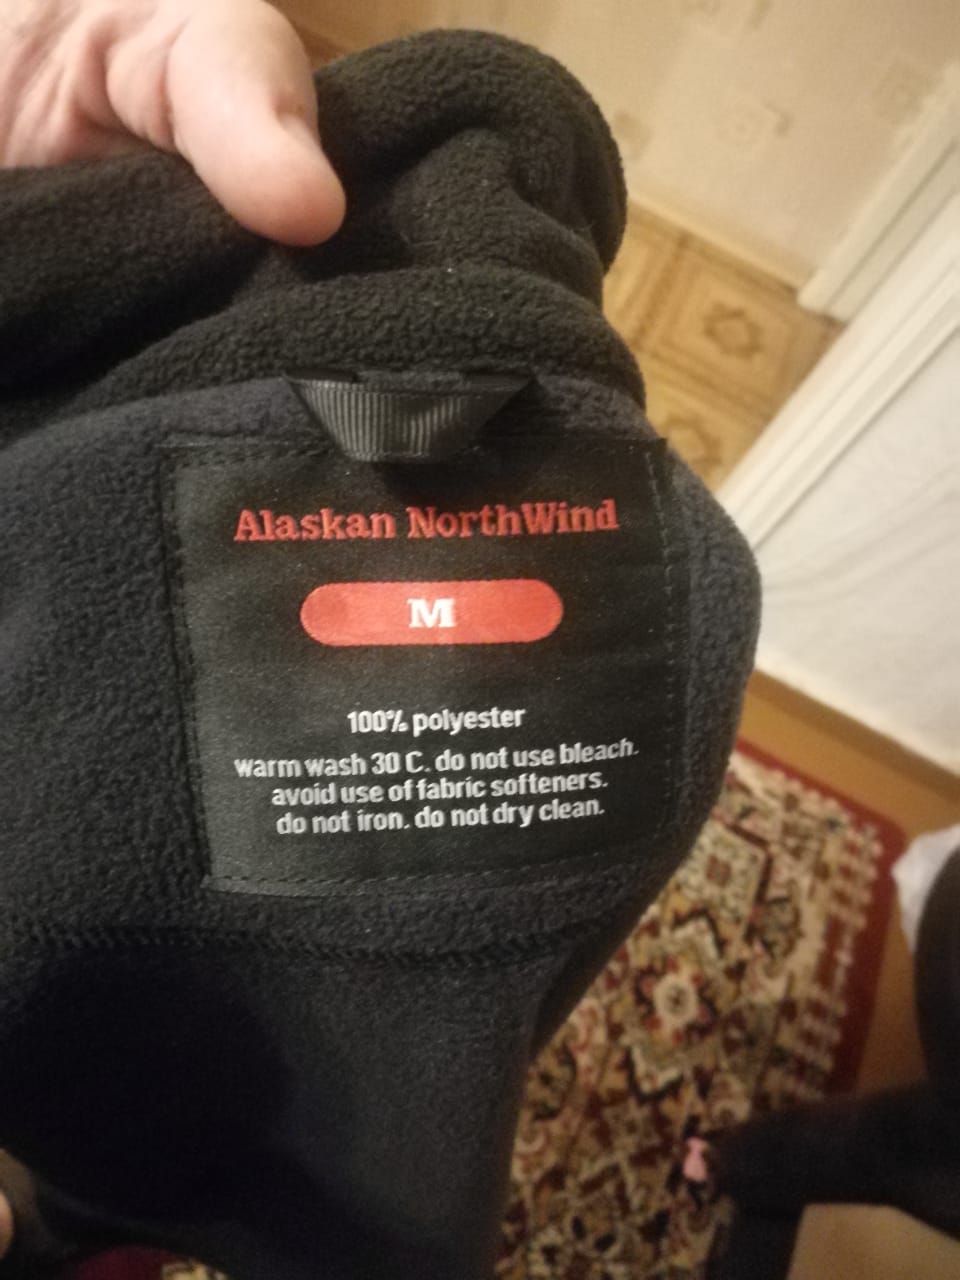 Alaskan NorthWind
M
100% polyester
warm wash 30 C. do not use bleach.
avoid use of fabric softeners.
do not iron. do not dry clean.